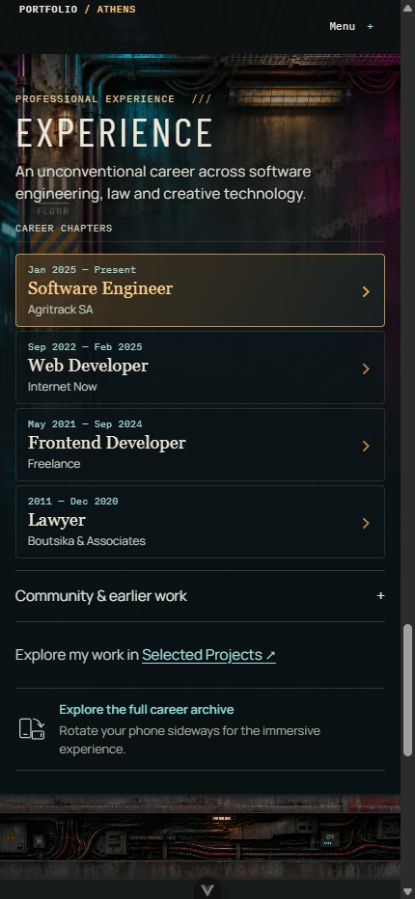 PORTFOLIO / ATHENS
Menu +
PROFESSIONAL EXPERIENCE ///
EXPERIENCE
An unconventional career across software
engineering, law and creative technology.
FLOOR
CAREER CHAPTERS
Jan 2025 — Present
Software Engineer
Agritrack SA
Sep 2022 — Feb 2025
Web Developer
Internet Now
May 2021 — Sep 2024
Frontend Developer
Freelance
2011 — Dec 2020
Lawyer
Boutsika & Associates
Community & earlier work +
Explore my work in Selected Projects ↗
Explore the full career archive
Rotate your phone sideways for the immersive
experience.